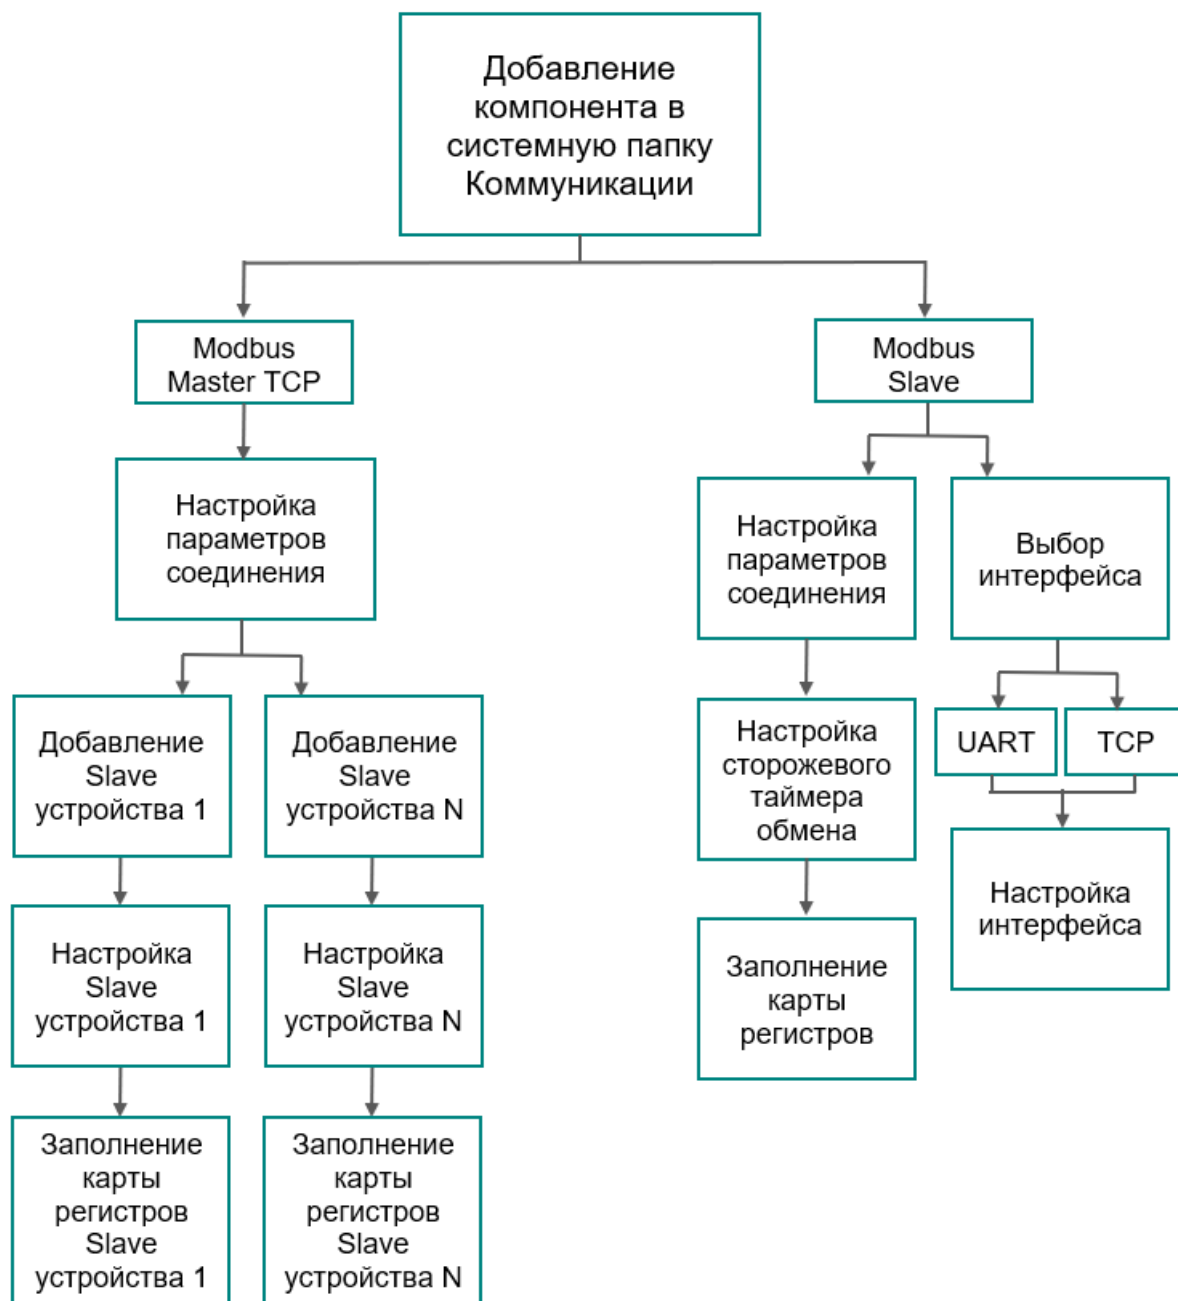 Добавление
компонента в
системную папку
Коммуникации
Modbus
Master TCP
Modbus
Slave
Настройка
параметров
соединения
Настройка
параметров
соединения
Выбор
интерфейса
Добавление
Slave
устройства 1
Добавление
Slave
устройства N
Настройка
сторожевого
таймера
обмена
UART
TCP
Настройка
Slave
устройства 1
Настройка
Slave
устройства N
Заполнение
карты
регистров
Настройка
интерфейса
Заполнение
карты
регистров
Slave
устройства 1
Заполнение
карты
регистров
Slave
устройства N